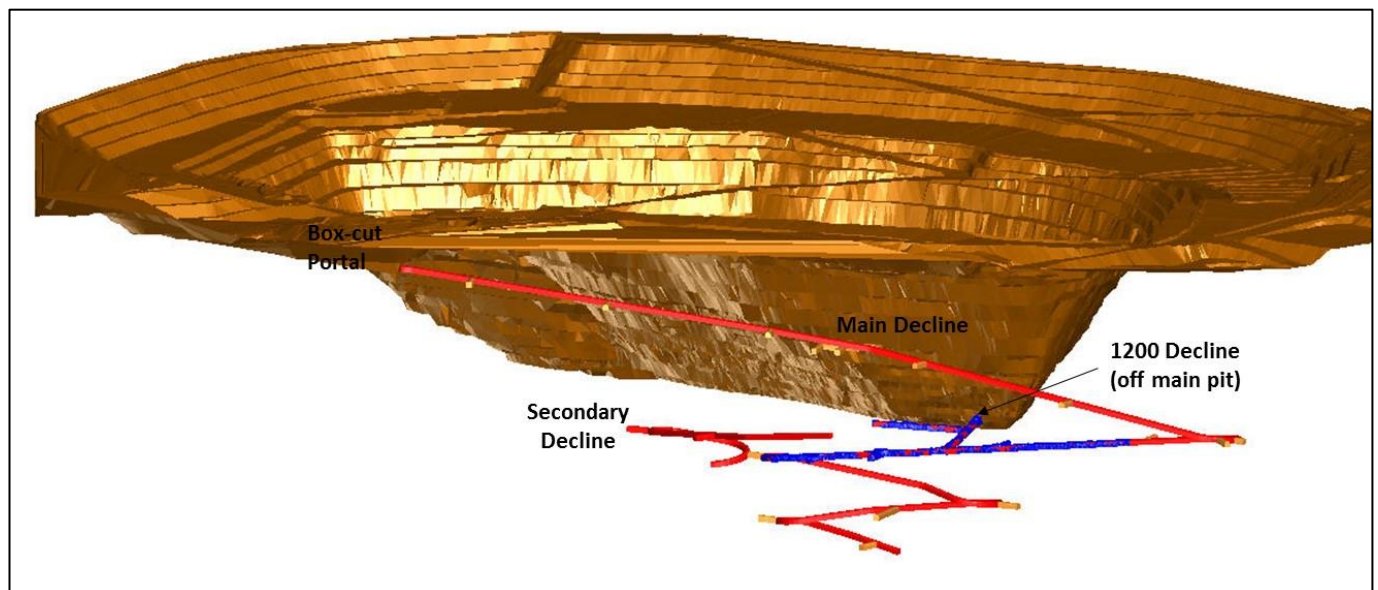 Box-cut
Portal
Main Decline
1200 Decline
(off main pit)
Secondary
Decline